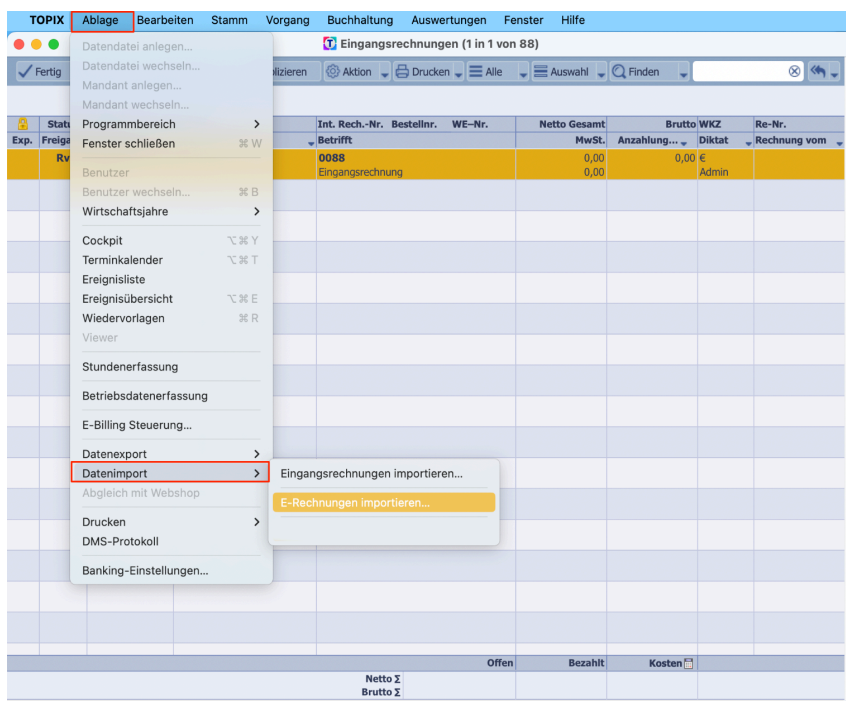 TOPIX Ablage Bearbeiten Stamm Vorgang Buchhaltung Auswertungen Fenster Hilfe
Eingangsrechnungen (1 in 1 von 88)
Fertig plizieren Aktion Drucken Alle Auswahl Finden
Datendatei anlegen...
Datendatei wechseln...
Mandant anlegen...
Mandant wechseln...
Programmbereich
Fenster schließen ⌘ W
Benutzer
Benutzer wechseln... ⌘ B
Wirtschaftsjahre
Cockpit ⌥ ⌘ Y
Terminkalender ⌥ ⌘ T
Ereignisliste
Ereignisübersicht ⌥ ⌘ E
Wiedervorlagen ⌘ R
Viewer
Stundenerfassung
Betriebsdatenerfassung
E-Billing Steuerung...
Datenexport
Datenimport
Abgleich mit Webshop
Drucken
DMS-Protokoll
Banking-Einstellungen...
Eingangsrechnungen importieren...
E-Rechnungen importieren...
Statu Int. Rech.-Nr. Bestellnr. WE–Nr. Netto Gesamt Brutto WKZ Re-Nr.
Exp. Freiga Betrifft MwSt. Anzahlung... Diktat Rechnung vom
Rv 0088 0,00 0,00 €
Eingangsrechnung 0,00 Admin
Offen Bezahlt Kosten
Netto Σ
Brutto Σ